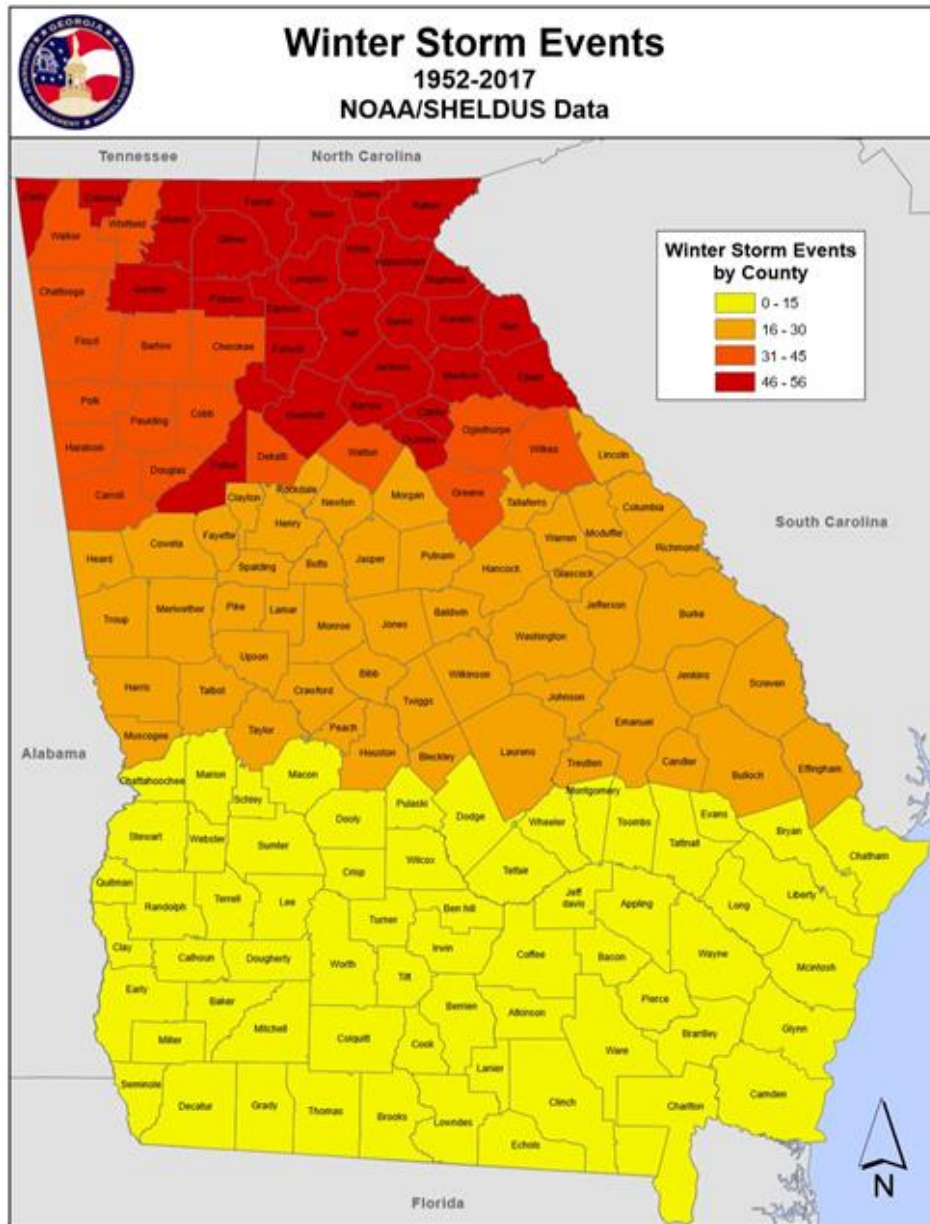 GEORGIA
Winter Storm Events
1952-2017
NOAA/SHELDUS Data
Tennessee
North Carolina
Winter Storm Events
by County
0 - 15
16 - 30
31 - 45
46 - 56
Whitfield
Walker
Chattooga
Floyd
Bartow
Cherokee
Polk
Paulding
Cobb
Haralson
Douglas
Carroll
Dekalb
Walton
Oglethorpe
Wilkes
Greene
Lincoln
Clayton
Rockdale
Newton
Morgan
Taliaferro
Columbia
South Carolina
Heard
Coweta
Fayette
Henry
Spalding
Butts
Jasper
Putnam
Hancock
Warren
Mcduffie
Glascock
Richmond
Troup
Meriwether
Pike
Lamar
Monroe
Jones
Baldwin
Washington
Jefferson
Burke
Upson
Bibb
Wilkinson
Jenkins
Screven
Harris
Talbot
Crawford
Twiggs
Johnson
Emanuel
Muscogee
Taylor
Peach
Houston
Bleckley
Laurens
Treutlen
Candler
Bulloch
Effingham
Alabama
Chattahoochee
Marion
Macon
Schley
Dooly
Pulaski
Dodge
Wheeler
Montgomery
Toombs
Tattnall
Evans
Bryan
Chatham
Stewart
Webster
Sumter
Crisp
Wilcox
Telfair
Jeff
davis
Appling
Long
Liberty
Quitman
Randolph
Terrell
Lee
Turner
Ben hill
Irwin
Coffee
Bacon
Wayne
Mcintosh
Clay
Calhoun
Dougherty
Worth
Tift
Early
Baker
Mitchell
Berrien
Atkinson
Pierce
Brantley
Glynn
Miller
Colquitt
Cook
Lanier
Ware
Seminole
Decatur
Grady
Thomas
Brooks
Lowndes
Echols
Clinch
Charlton
Camden
Florida
N